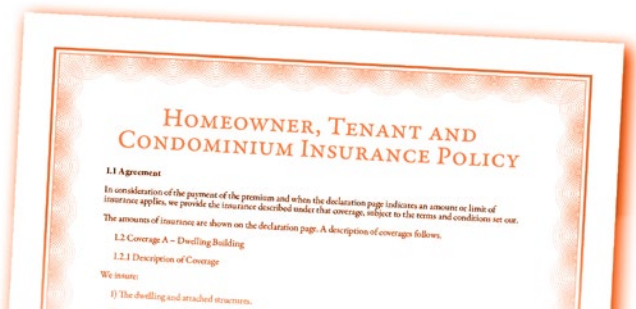 Homeowner, Tenant and
Condominium Insurance Policy
1.1 Agreement
In consideration of the payment of the premium and when the declaration page indicates an amount or limit of
insurance applies, we provide the insurance described under that coverage, subject to the terms and conditions set out.
The amounts of insurance are shown on the declaration page. A description of coverages follows.
1.2 Coverage A – Dwelling Building
1.2.1 Description of Coverage
We insure:
1) The dwelling and attached structures.